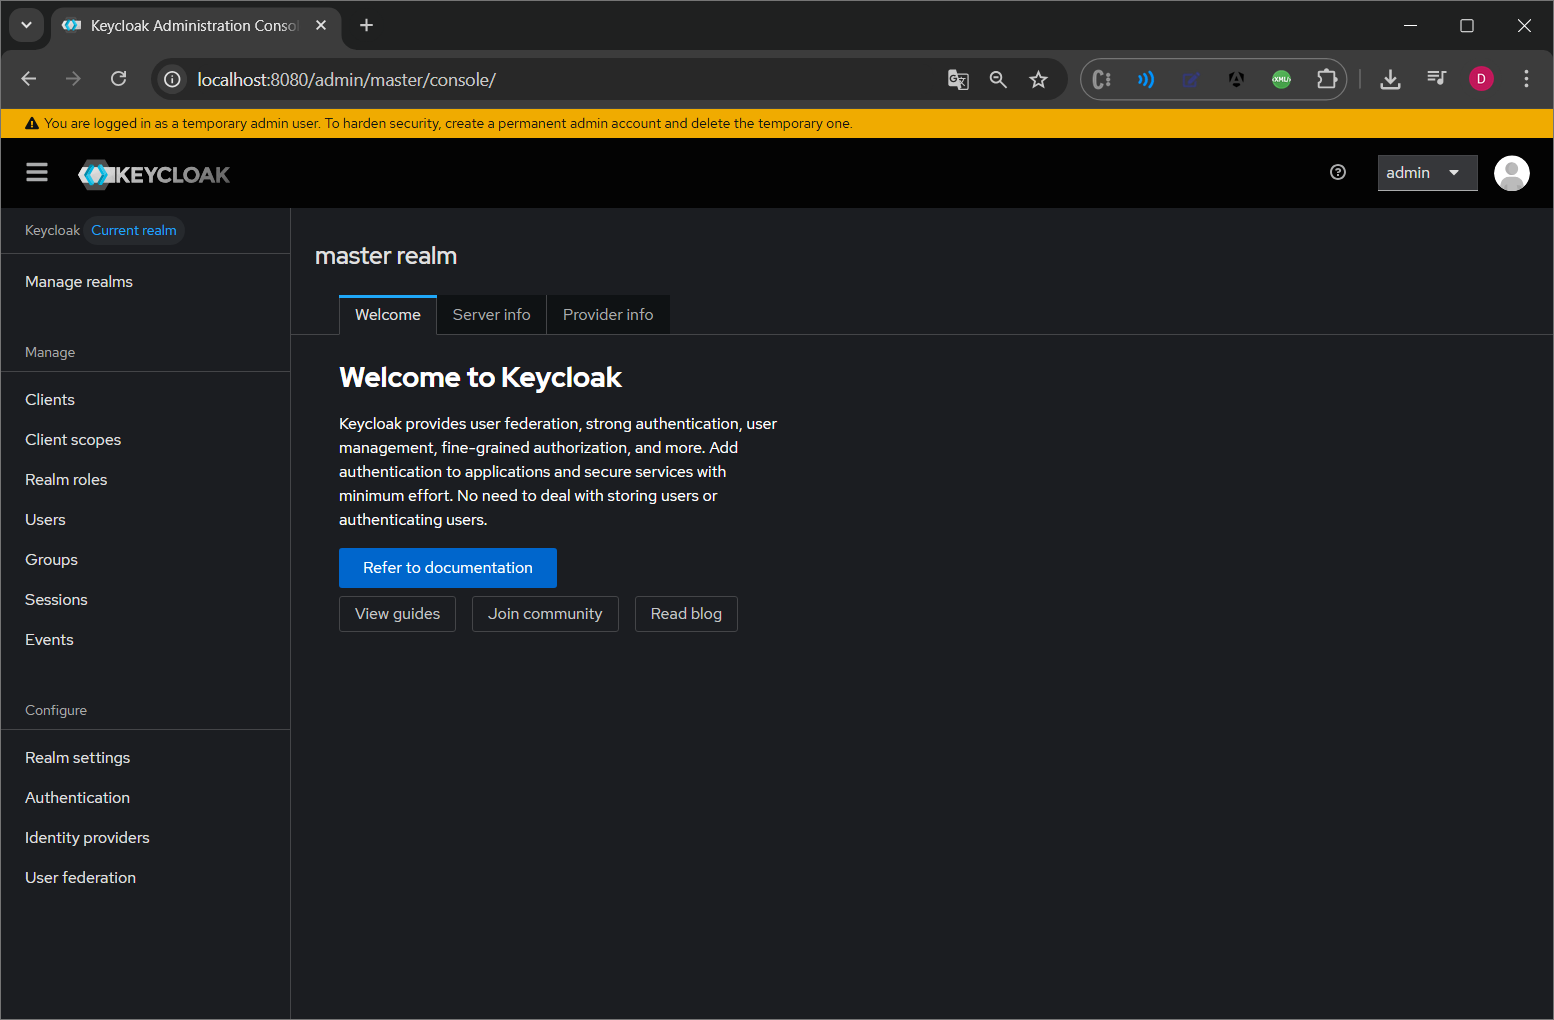 Keycloak Administration Consol
localhost:8080/admin/master/console/
D
You are logged in as a temporary admin user. To harden security, create a permanent admin account and delete the temporary one.
KEYCLOAK
admin
Keycloak Current realm
Manage realms
Manage
Clients
Client scopes
Realm roles
Users
Groups
Sessions
Events
Configure
Realm settings
Authentication
Identity providers
User federation
master realm
Welcome Server info Provider info
Welcome to Keycloak
Keycloak provides user federation, strong authentication, user
management, fine-grained authorization, and more. Add
authentication to applications and secure services with
minimum effort. No need to deal with storing users or
authenticating users.
Refer to documentation
View guides Join community Read blog